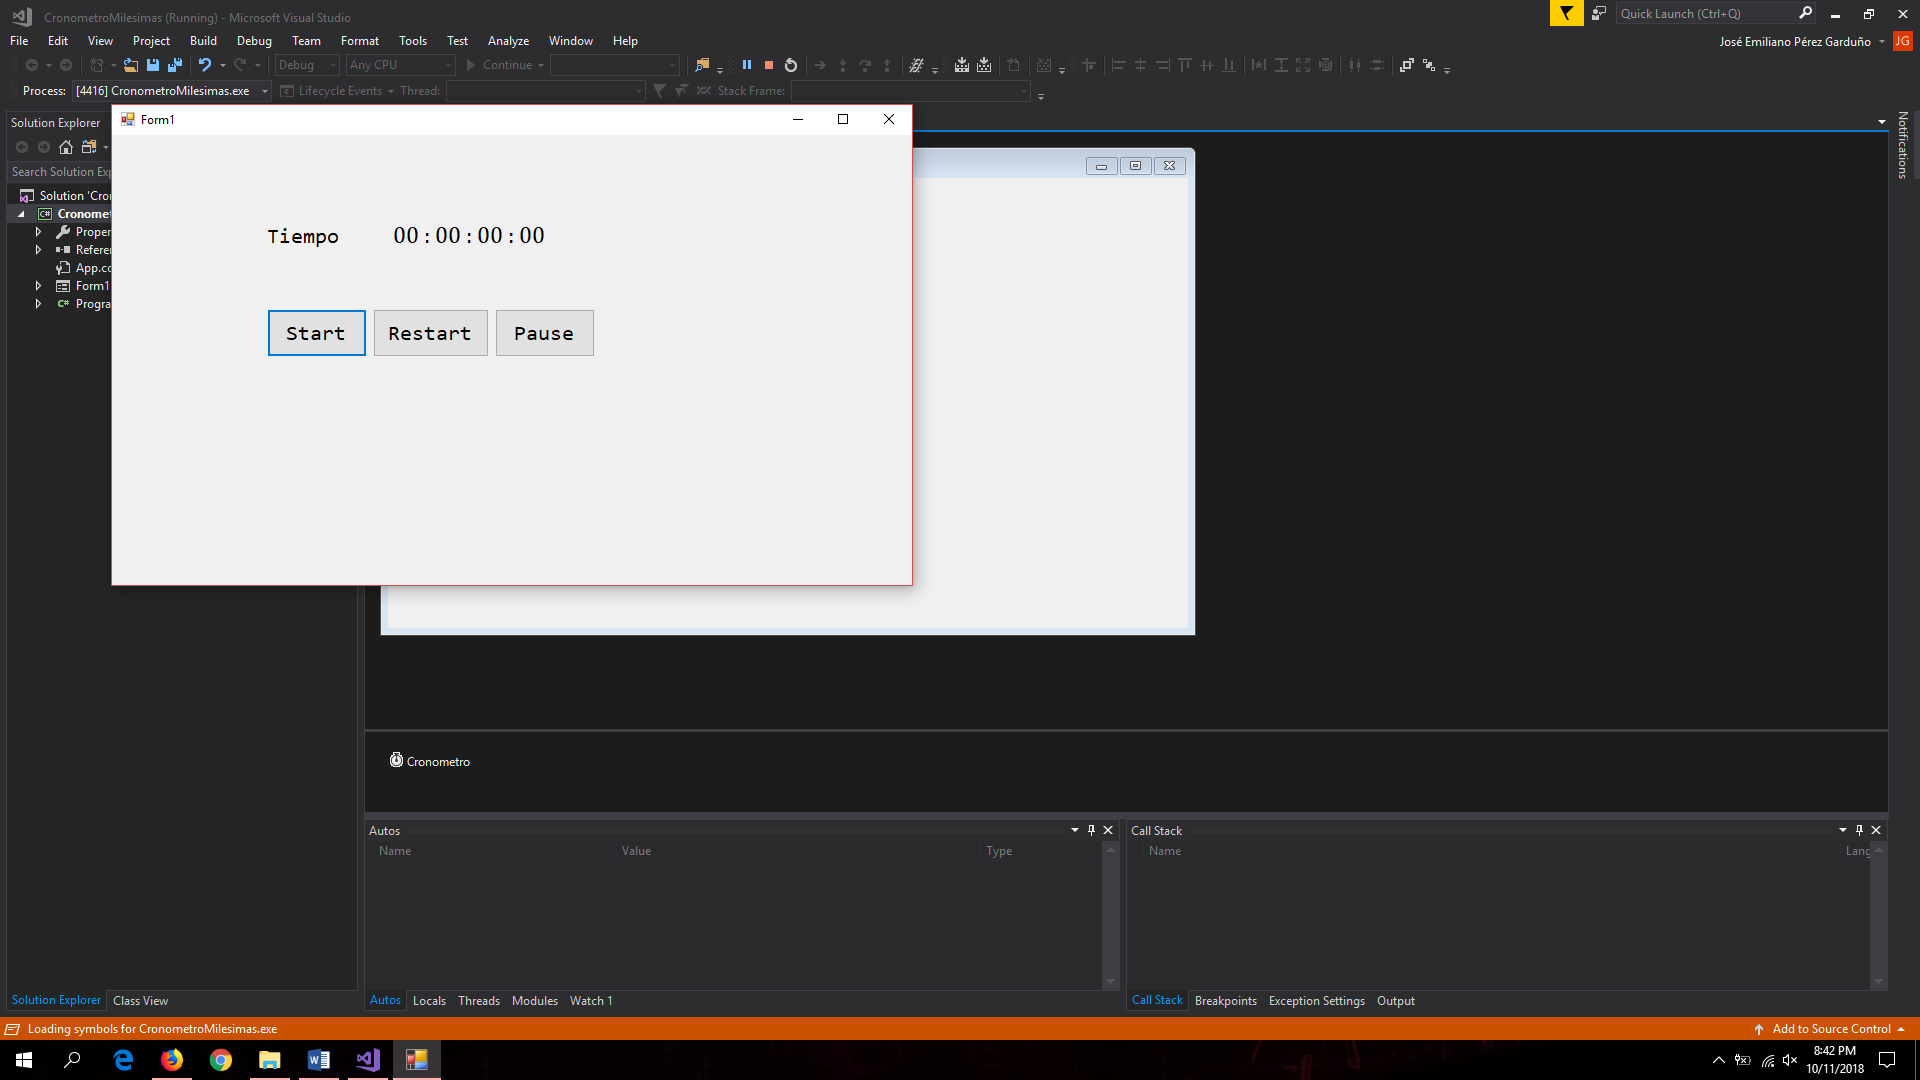 CronometroMilesimas (Running) - Microsoft Visual Studio
Quick Launch (Ctrl+Q)
File Edit View Project Build Debug Team Format Tools Test Analyze Window Help
José Emiliano Pérez Garduño JG
Debug Any CPU Continue
Process: [4416] CronometroMilesimas.exe Lifecycle Events Thread: Stack Frame:
Solution Explorer
Form1
Notifications
Search Solution Exp
Solution 'Cron
C# Cronomet
Proper
Refere
App.co
Form1
C# Progra
Tiempo 00:00:00:00
Start Restart Pause
Cronometro
Autos
Name Value Type
Call Stack
Name Lang
Solution Explorer Class View
Autos Locals Threads Modules Watch 1
Call Stack Breakpoints Exception Settings Output
Loading symbols for CronometroMilesimas.exe
Add to Source Control
8:42 PM
10/11/2018